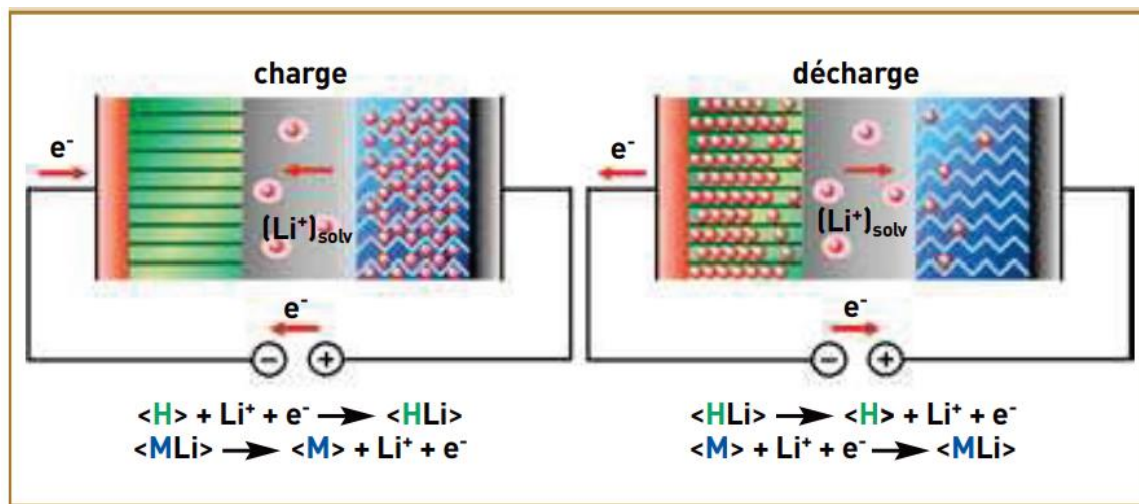 charge
e⁻
(Li⁺)solv
e⁻
− +
<H> + Li⁺ + e⁻ → <HLi>
<MLi> → <M> + Li⁺ + e⁻
décharge
e⁻
(Li⁺)solv
e⁻
− +
<HLi> → <H> + Li⁺ + e⁻
<M> + Li⁺ + e⁻ → <MLi>